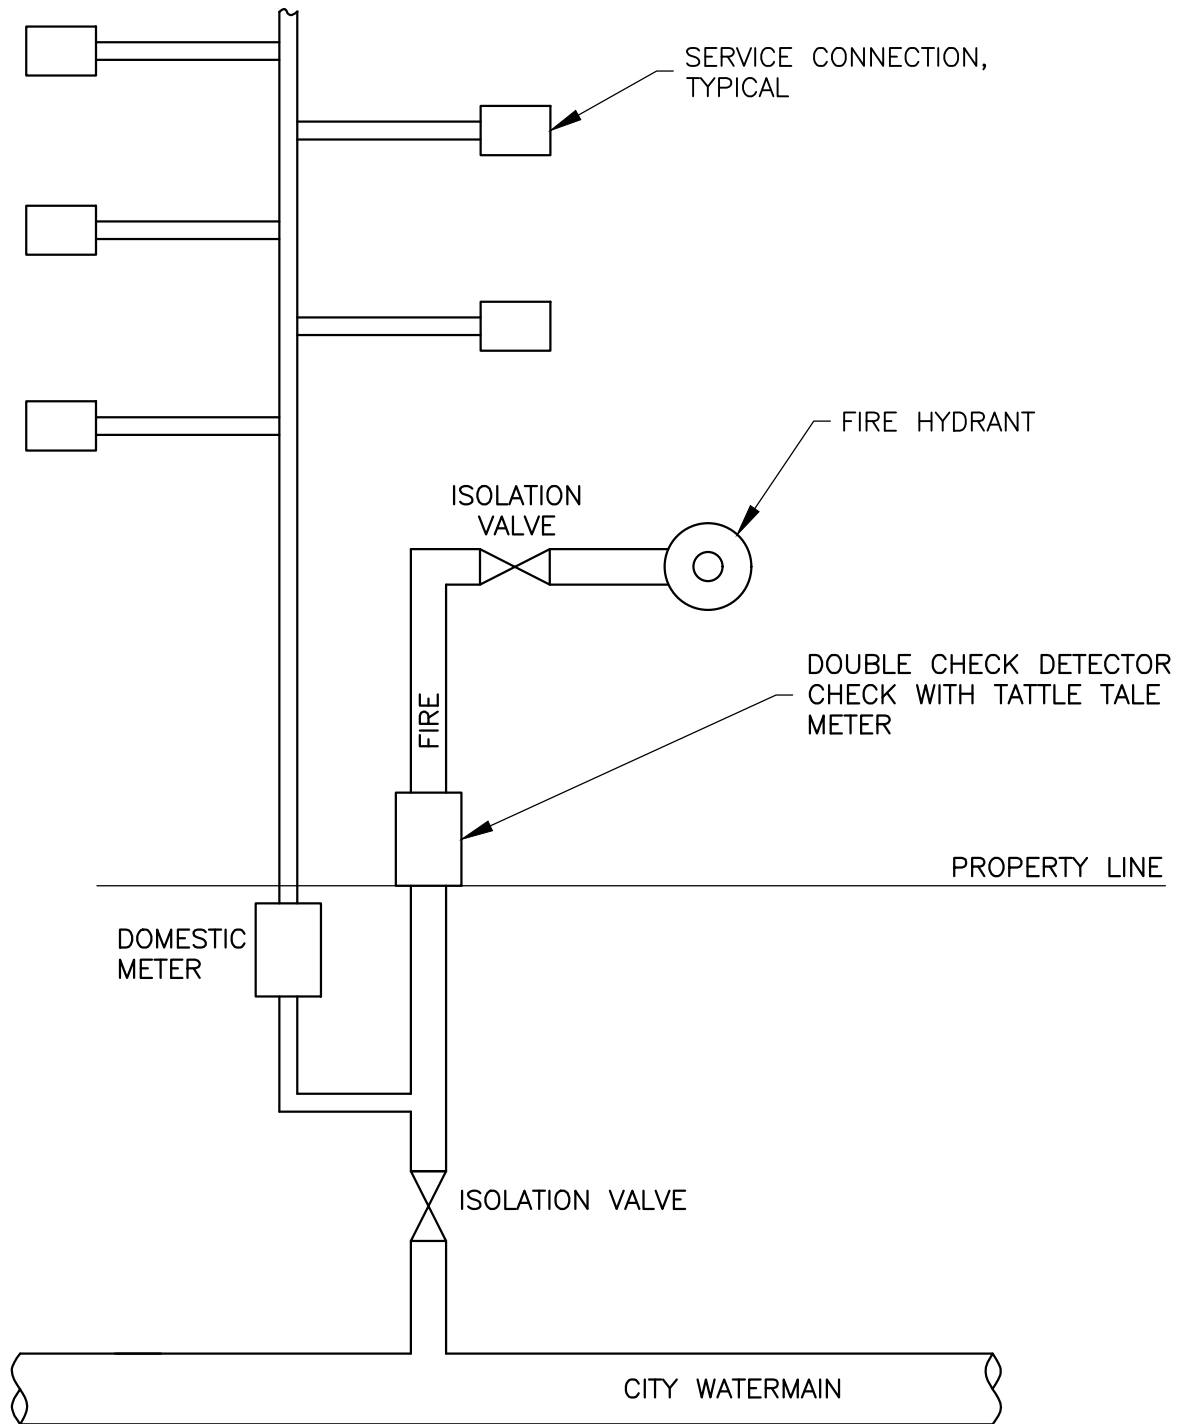 SERVICE CONNECTION,
TYPICAL
FIRE HYDRANT
ISOLATION
VALVE
DOUBLE CHECK DETECTOR
CHECK WITH TATTLE TALE
METER
FIRE
PROPERTY LINE
DOMESTIC
METER
ISOLATION VALVE
CITY WATERMAIN